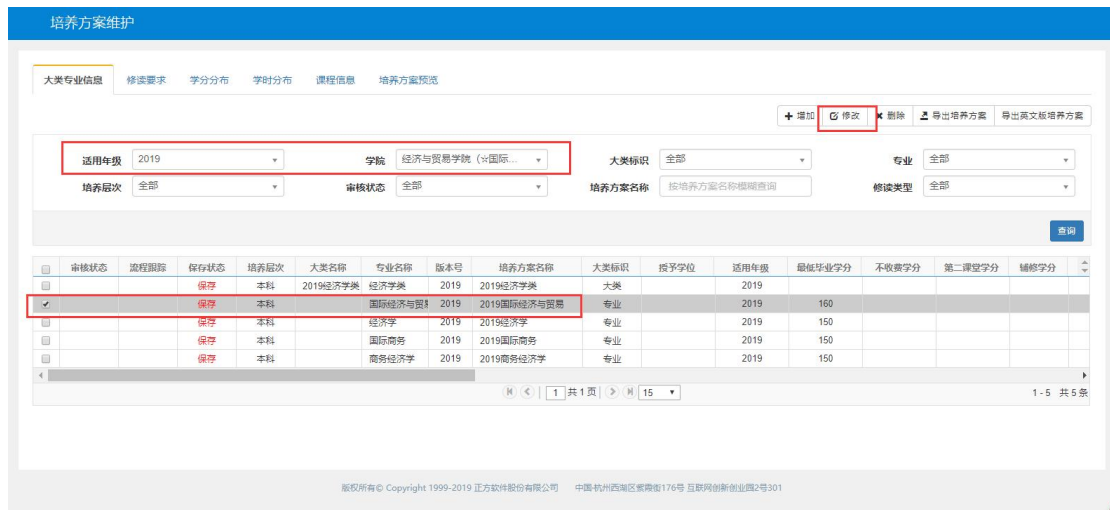 培养方案维护
大类专业信息 修读要求 学分分布 学时分布 课程信息 培养方案预览
增加 修改 删除 导出培养方案 导出英文版培养方案
适用年级 2019 学院 经济与贸易学院（☆国际... 大类标识 全部 专业 全部
培养层次 全部 审核状态 全部 培养方案名称 按培养方案名称模糊查询 修读类型 全部
查询
审核状态 流程跟踪 保存状态 培养层次 大类名称 专业名称 版本号 培养方案名称 大类标识 授予学位 适用年级 最低毕业学分 不收费学分 第二课堂学分 辅修学分
保存 本科 2019经济学类 经济学类 2019 2019经济学类 大类 2019
保存 本科 国际经济与贸易 2019 2019国际经济与贸易 专业 2019 160
保存 本科 经济学 2019 2019经济学 专业 2019 150
保存 本科 国际商务 2019 2019国际商务 专业 2019 150
保存 本科 商务经济学 2019 2019商务经济学 专业 2019 150
1 共1页 15 1 - 5 共5条
版权所有© Copyright 1999-2019 正方软件股份有限公司 中国·杭州西湖区紫霞街176号 互联网创新创业园2号301